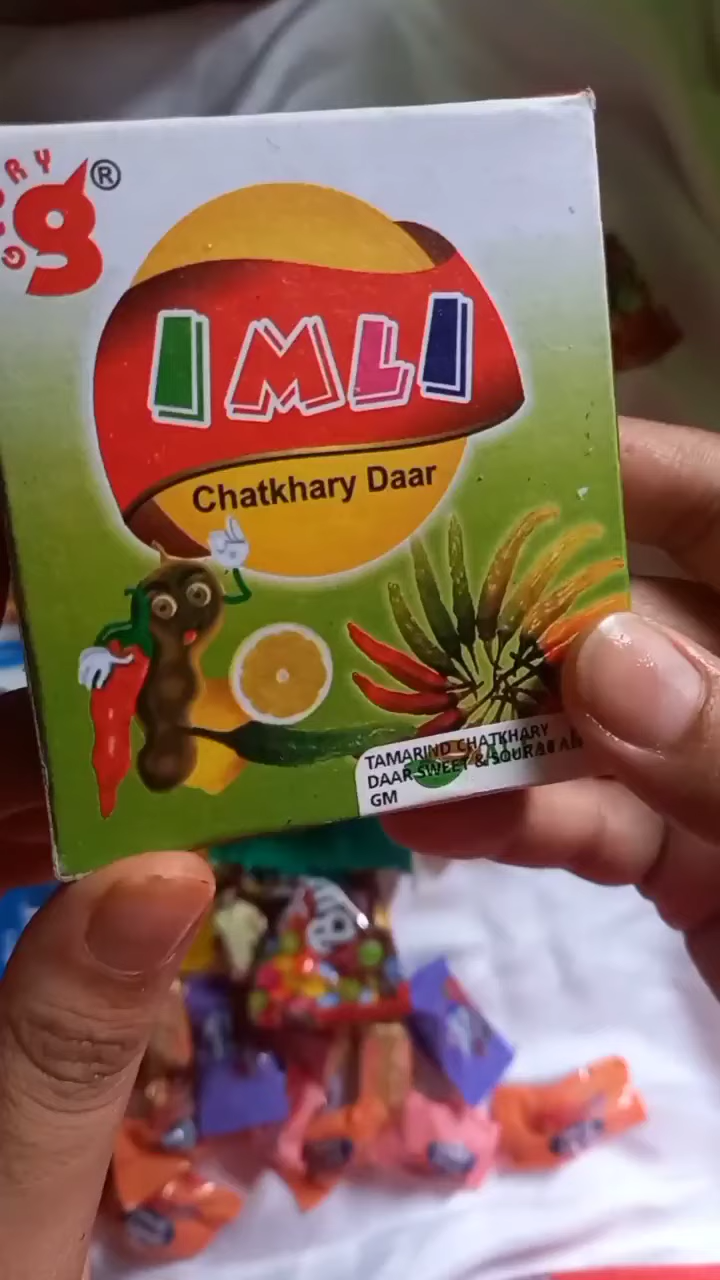 g®
IMLI
Chatkhary Daar
TAMARIND CHATKHARY
DAAR SWEET & SOUR
GM